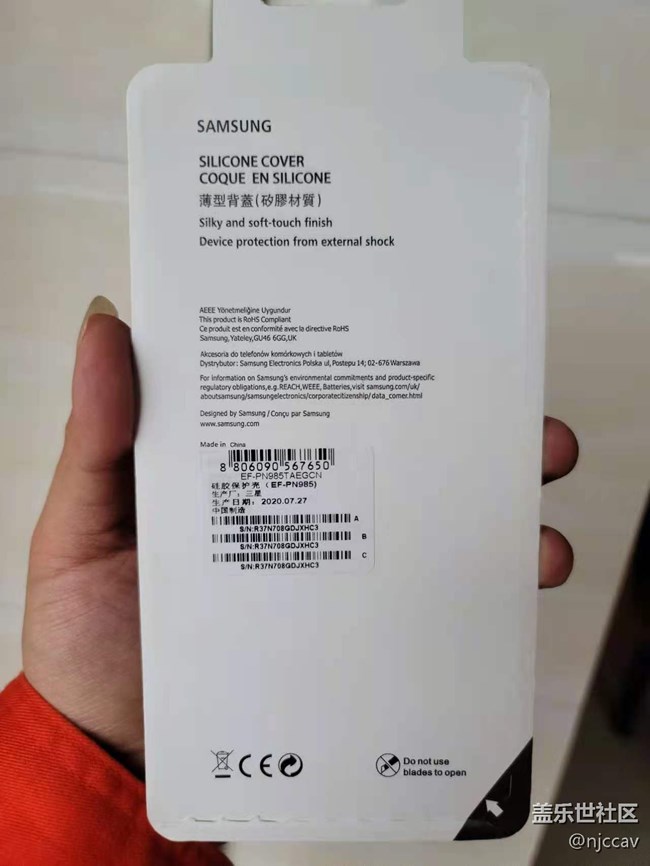 SAMSUNG
SILICONE COVER
COQUE EN SILICONE
薄型背蓋(矽膠材質)
Silky and soft-touch finish
Device protection from external shock
AEEE Yönetmeliğine Uygundur
This product is RoHS Compliant
Ce produit est en conformité avec la directive RoHS
Samsung,Yateley,GU46 6GG,UK
Akcesoria do telefonów komórkowych i tabletów
Dystrybutor: Samsung Electronics Polska ul,Postępu 14; 02-676 Warszawa
For information on Samsung's environmental commitments and product-specific
regulatory obligations,e.g.REACH,WEEE, Batteries,visit samsung.com/uk/
aboutsamsung/samsungelectronics/corporatecitizenship/ data_corner.html
Designed by Samsung / Conçu par Samsung
www.samsung.com
Made in China
8 806090 567650
EF-PN985TAEGCN
硅胶保护壳（EF-PN985)
生产厂：三星
生产日期：2020.07.27
中国制造
A
S/N:R37N708GDJXHC3
B
S/N:R37N708GDJXHC3
C
S/N:R37N708GDJXHC3
CE
Do not use
blades to open
盖乐世社区
@njccav